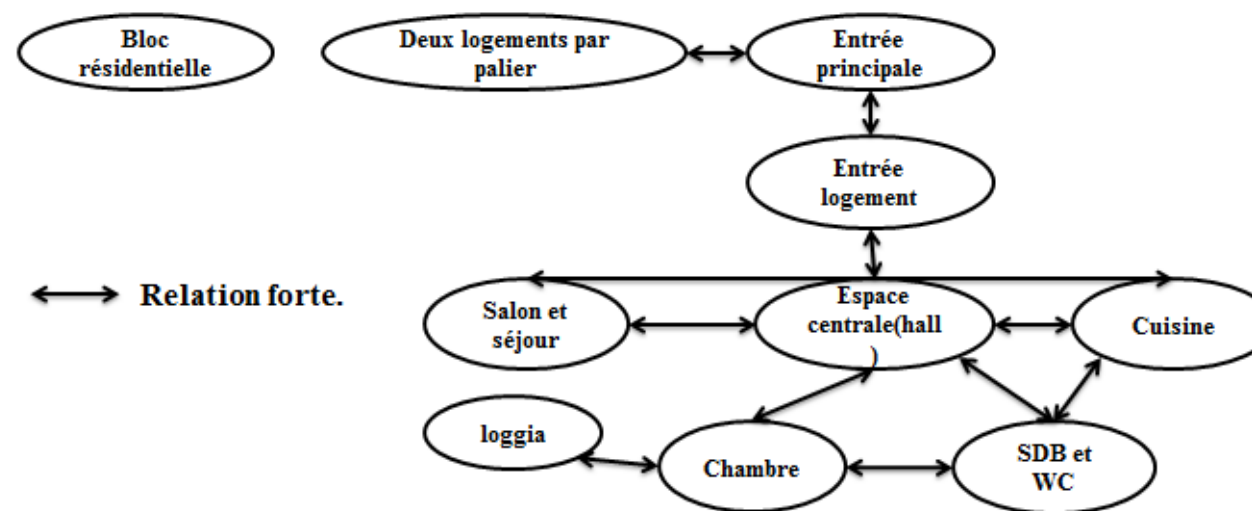 Bloc
résidentielle
Deux logements par
palier
Entrée
principale
Entrée
logement
Relation forte.
Salon et
séjour
Espace
centrale(hall
)
Cuisine
loggia
Chambre
SDB et
WC